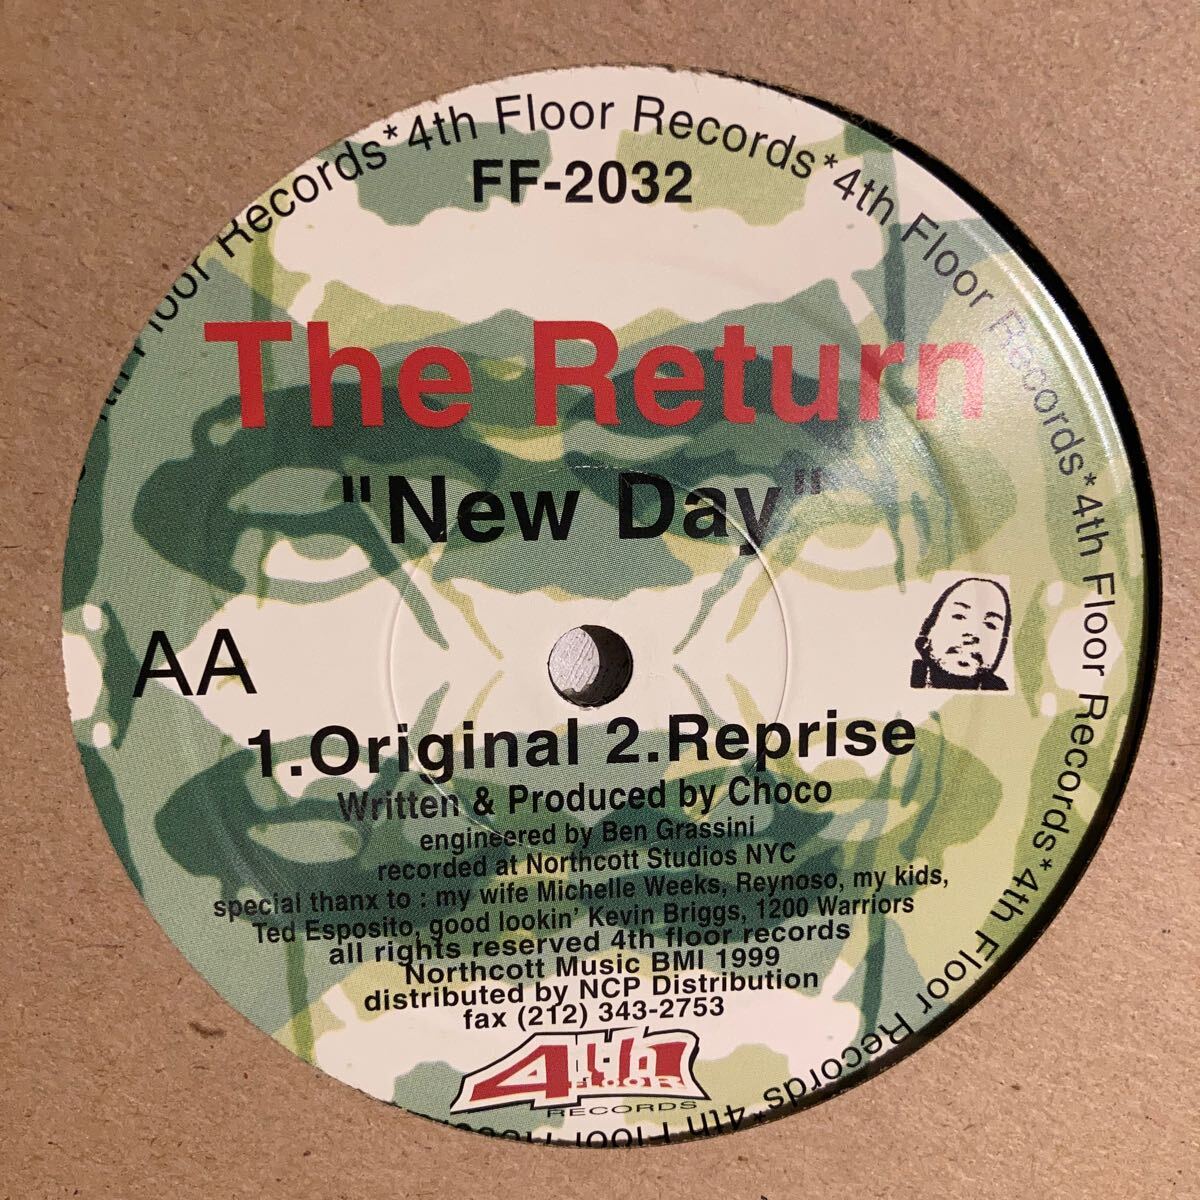 Floor Records*4th Floor Records*4th Floor Records*4th Floor Records*4th Floor Records*4th Floor
FF-2032
The Return
"New Day"
AA
1.Original 2.Reprise
Written & Produced by Choco
engineered by Ben Grassini
recorded at Northcott Studios NYC
special thanx to : my wife Michelle Weeks, Reynoso, my kids,
Ted Esposito, good lookin' Kevin Briggs, 1200 Warriors
all rights reserved 4th floor records
Northcott Music BMI 1999
distributed by NCP Distribution
fax (212) 343-2753
4th
FLOOR
RECORDS